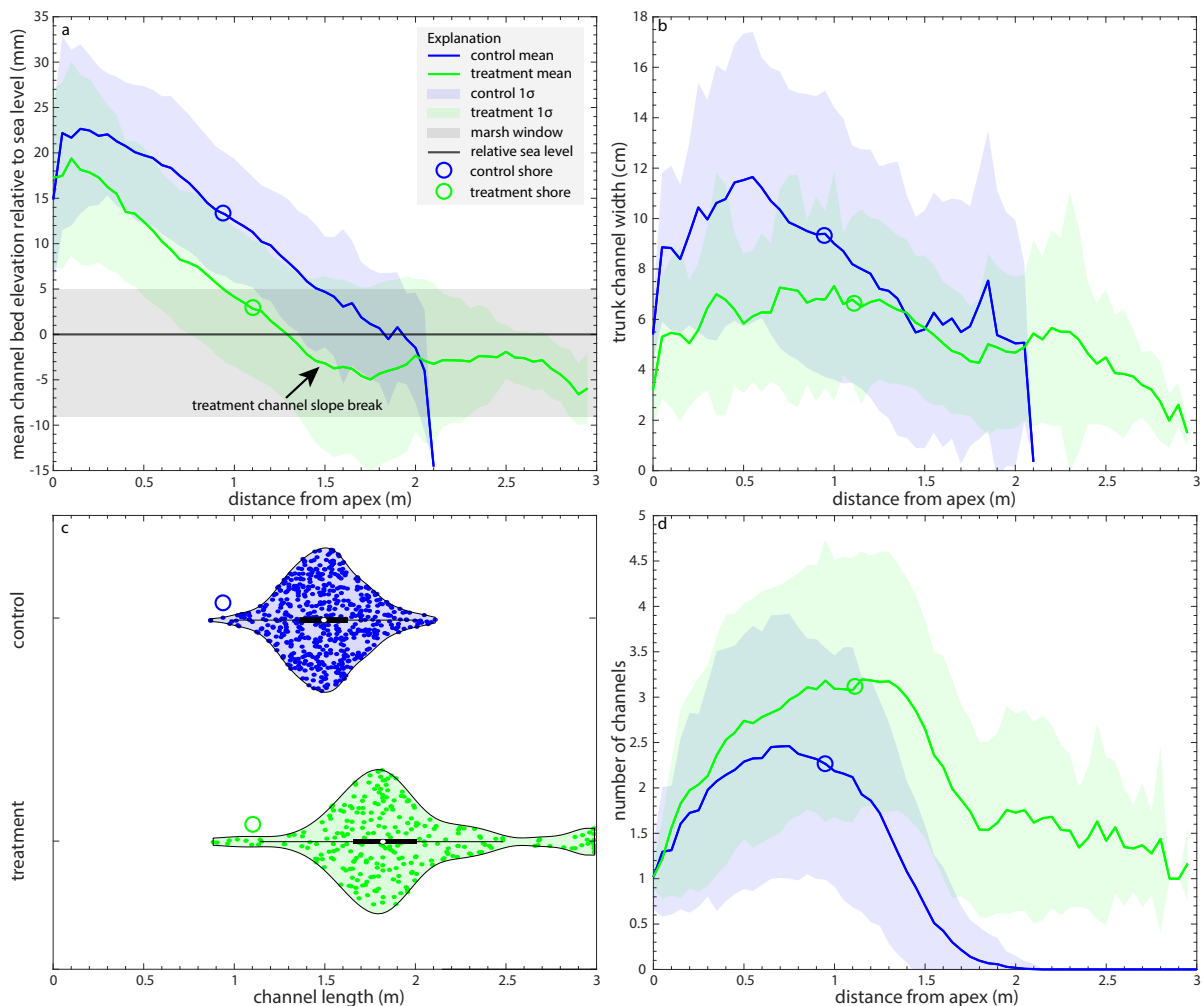 a
mean channel bed elevation relative to sea level (mm)
35
30
25
20
15
10
5
0
-5
-10
-15
Explanation
control mean
treatment mean
control 1σ
treatment 1σ
marsh window
relative sea level
control shore
treatment shore
treatment channel slope break
0
0.5
1
1.5
2
2.5
3
distance from apex (m)
b
trunk channel width (cm)
18
16
14
12
10
8
6
4
2
0
0
0.5
1
1.5
2
2.5
3
distance from apex (m)
c
control
treatment
0
0.5
1
1.5
2
2.5
3
channel length (m)
d
number of channels
5
4.5
4
3.5
3
2.5
2
1.5
1
0.5
0
0
0.5
1
1.5
2
2.5
3
distance from apex (m)